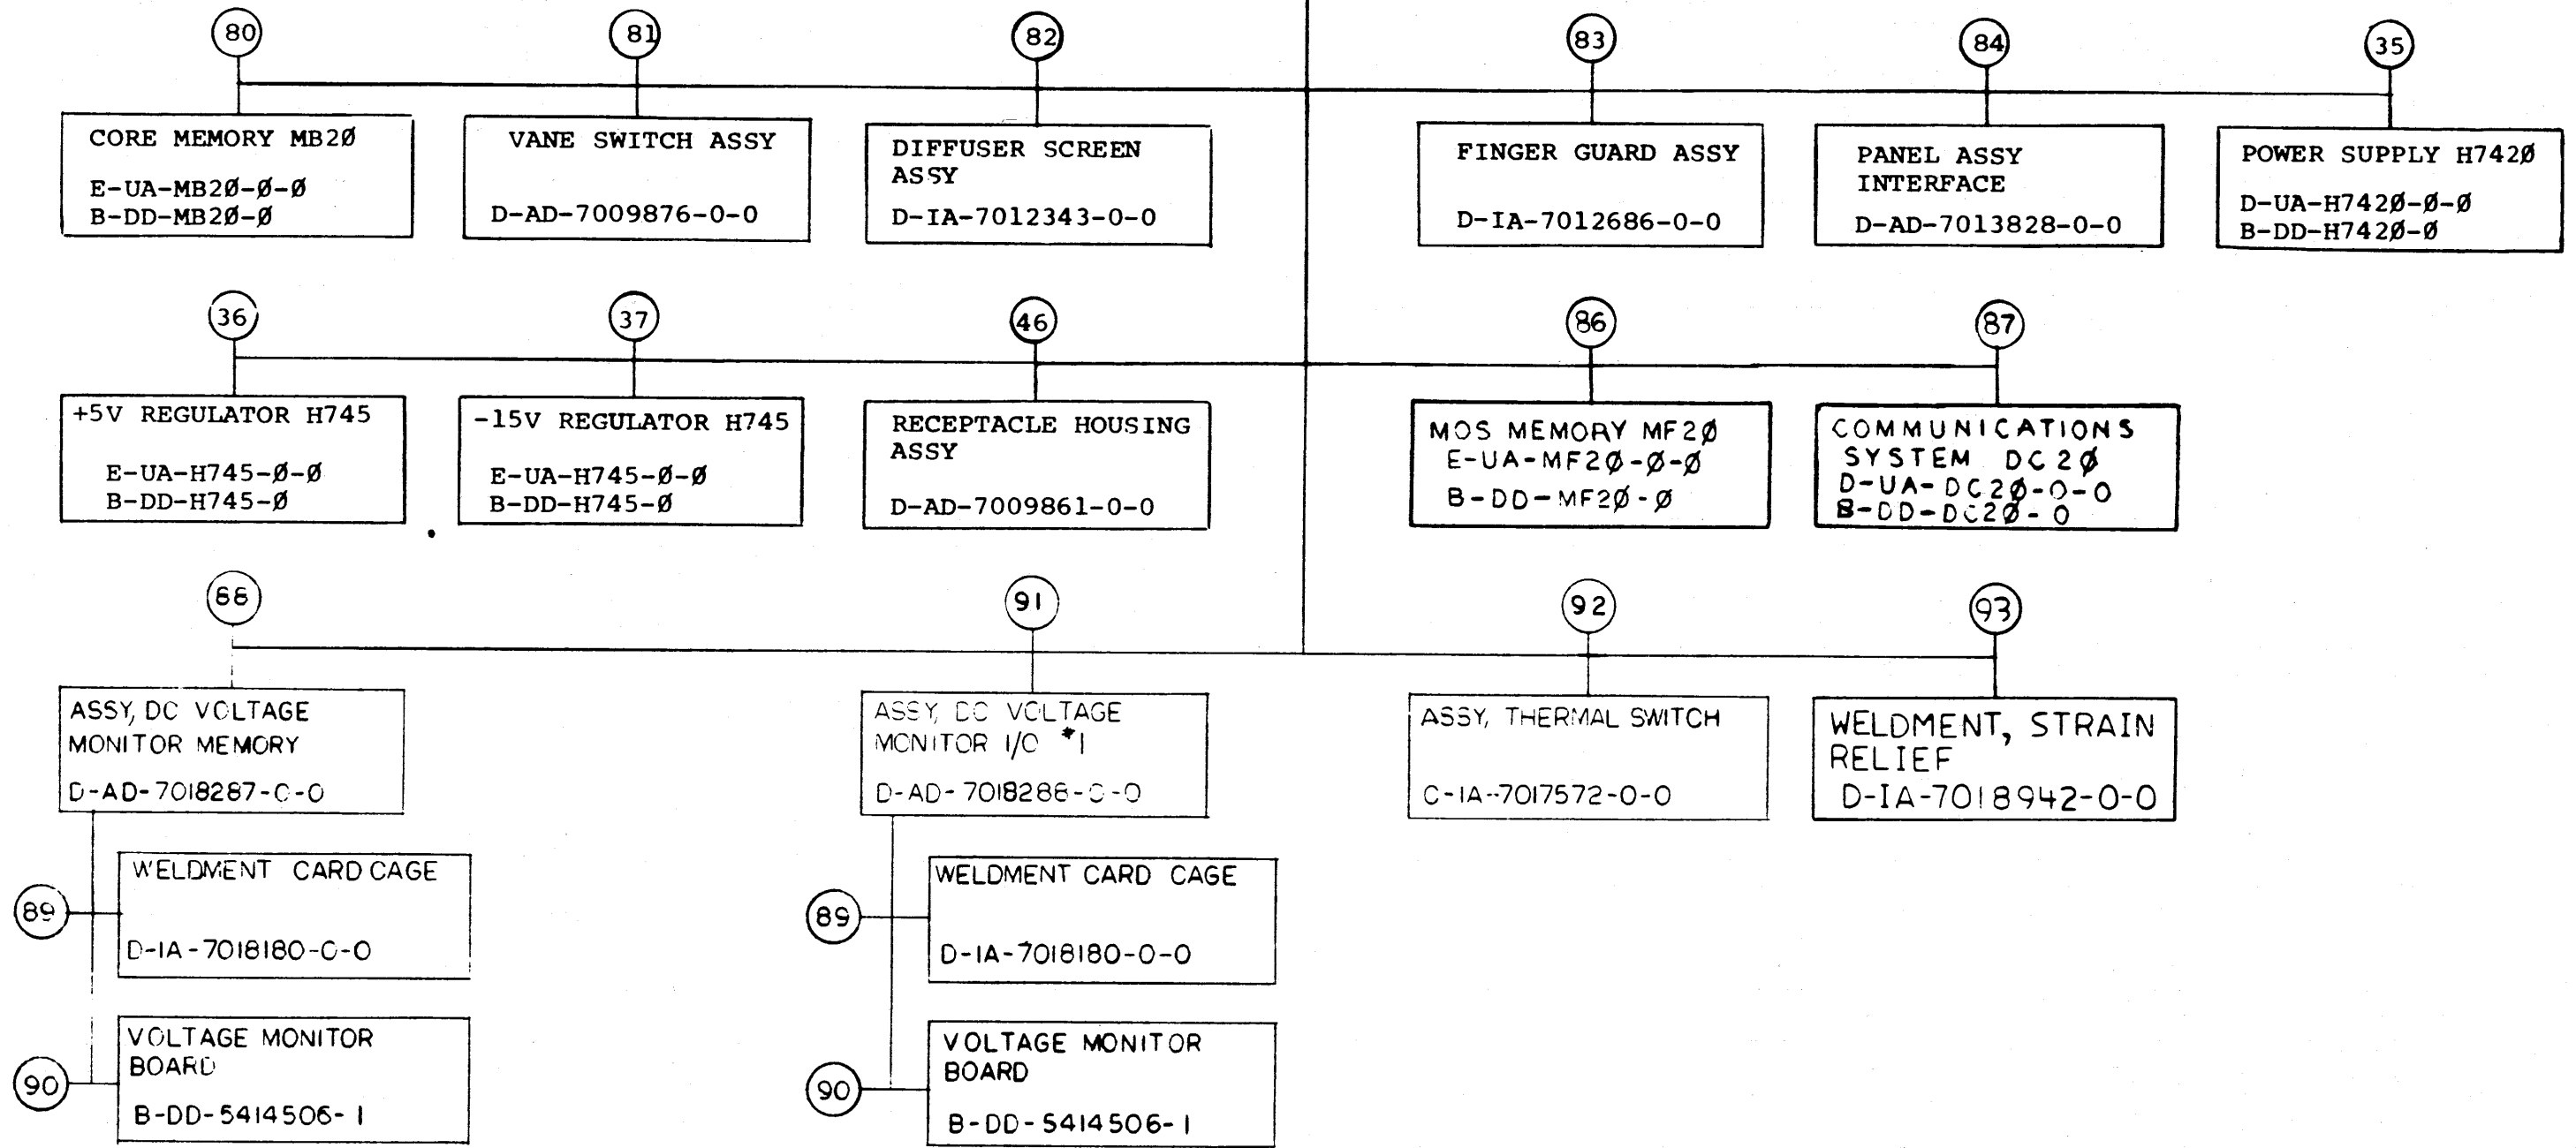 80
81
82
83
84
35
CORE MEMORY MB2Ø
E-UA-MB2Ø-Ø-Ø
B-DD-MB2Ø-Ø
VANE SWITCH ASSY
D-AD-7009876-0-0
DIFFUSER SCREEN
ASSY
D-IA-7012343-0-0
FINGER GUARD ASSY
D-IA-7012686-0-0
PANEL ASSY
INTERFACE
D-AD-7013828-0-0
POWER SUPPLY H742Ø
D-UA-H742Ø-Ø-Ø
B-DD-H742Ø-Ø
36
37
46
86
87
+5V REGULATOR H745
E-UA-H745-Ø-Ø
B-DD-H745-Ø
-15V REGULATOR H745
E-UA-H745-Ø-Ø
B-DD-H745-Ø
RECEPTACLE HOUSING
ASSY
D-AD-7009861-0-0
MOS MEMORY MF2Ø
E-UA-MF2Ø-Ø-Ø
B-DD-MF2Ø-Ø
COMMUNICATIONS
SYSTEM DC2Ø
D-UA-DC2Ø-0-0
B-DD-DC2Ø-0
88
91
92
93
ASSY, DC VOLTAGE
MONITOR MEMORY
D-AD-7018287-0-0
ASSY, DC VOLTAGE
MONITOR I/O #1
D-AD-7018288-0-0
ASSY, THERMAL SWITCH
C-IA-7017572-0-0
WELDMENT, STRAIN
RELIEF
D-IA-7018942-0-0
89
WELDMENT CARD CAGE
D-IA-7018180-0-0
89
WELDMENT CARD CAGE
D-IA-7018180-0-0
90
VOLTAGE MONITOR
BOARD
B-DD-5414506-1
90
VOLTAGE MONITOR
BOARD
B-DD-5414506-1